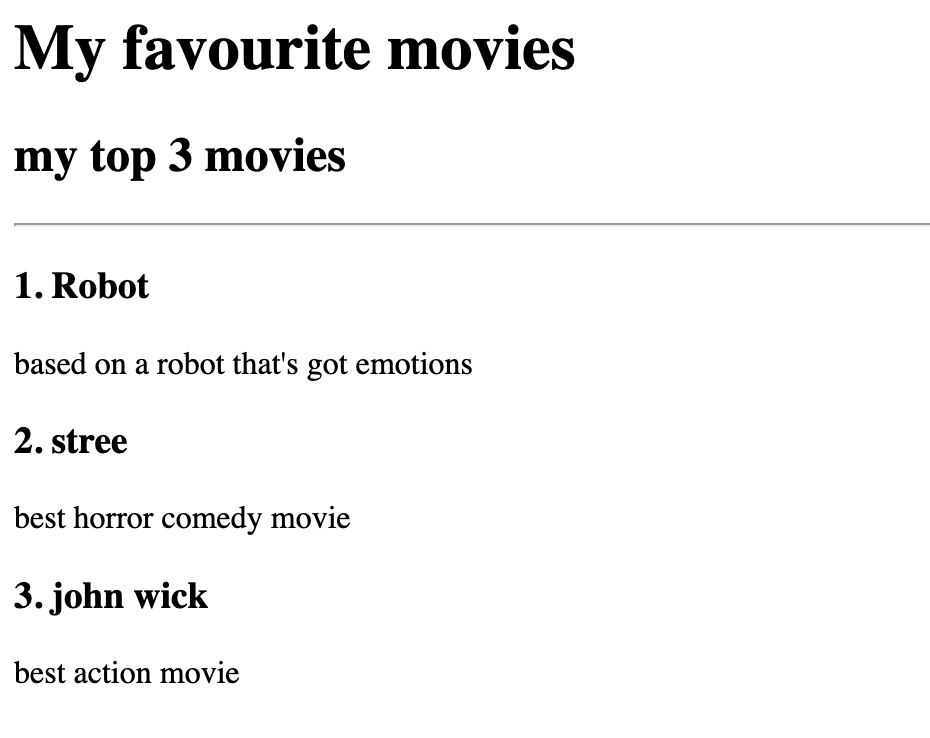 My favourite movies
my top 3 movies
1. Robot
based on a robot that's got emotions
2. stree
best horror comedy movie
3. john wick
best action movie